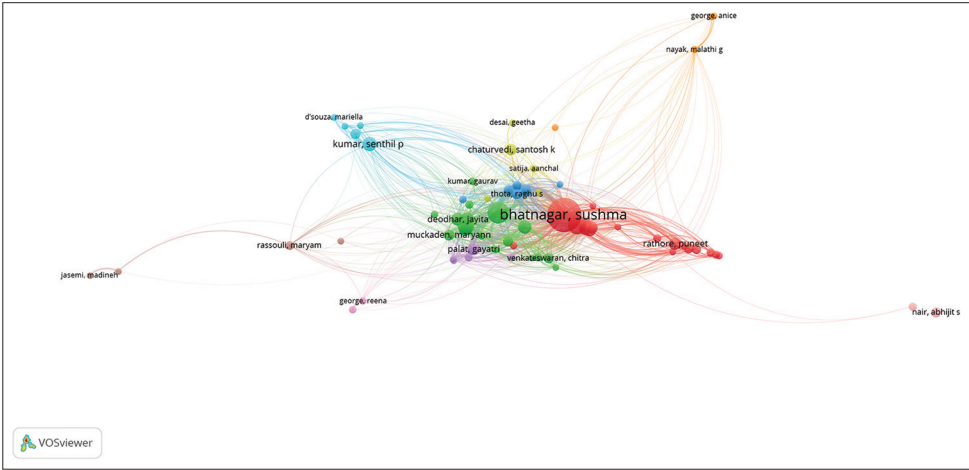 george, anice
nayak, malathi g
d'souza, mariella
desai, geetha
kumar, senthil p
chaturvedi, santosh k
satija, aanchal
kumar, gaurav
thota, raghu s
bhatnagar, sushma
deodhar, jayita
muckaden, maryann
rathore, puneet
rassouli, maryam
palat, gayatri
venkateswaran, chitra
jasemi, madineh
george, reena
nair, abhijit s
VOSviewer